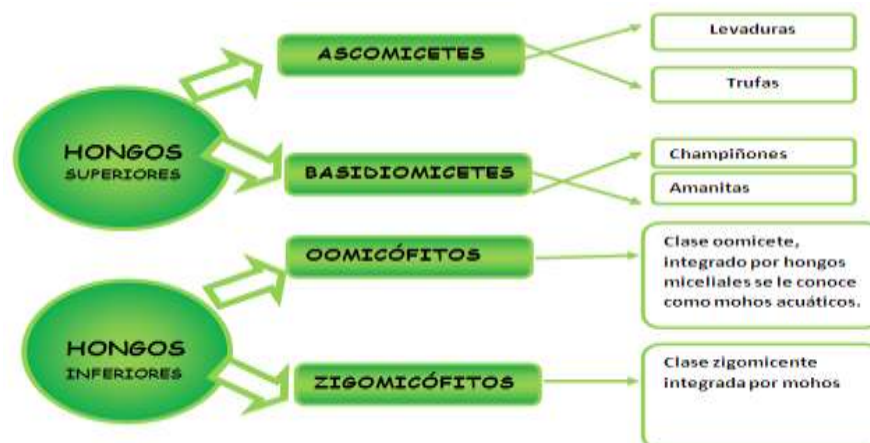 HONGOS
SUPERIORES
ASCOMICETES
Levaduras
Trufas
BASIDIOMICETES
Champiñones
Amanitas
HONGOS
INFERIORES
OOMICÓFITOS
Clase oomicete,
integrado por hongos
miceliales se le conoce
como mohos acuáticos.
ZIGOMICÓFITOS
Clase zigomicente
integrada por mohos